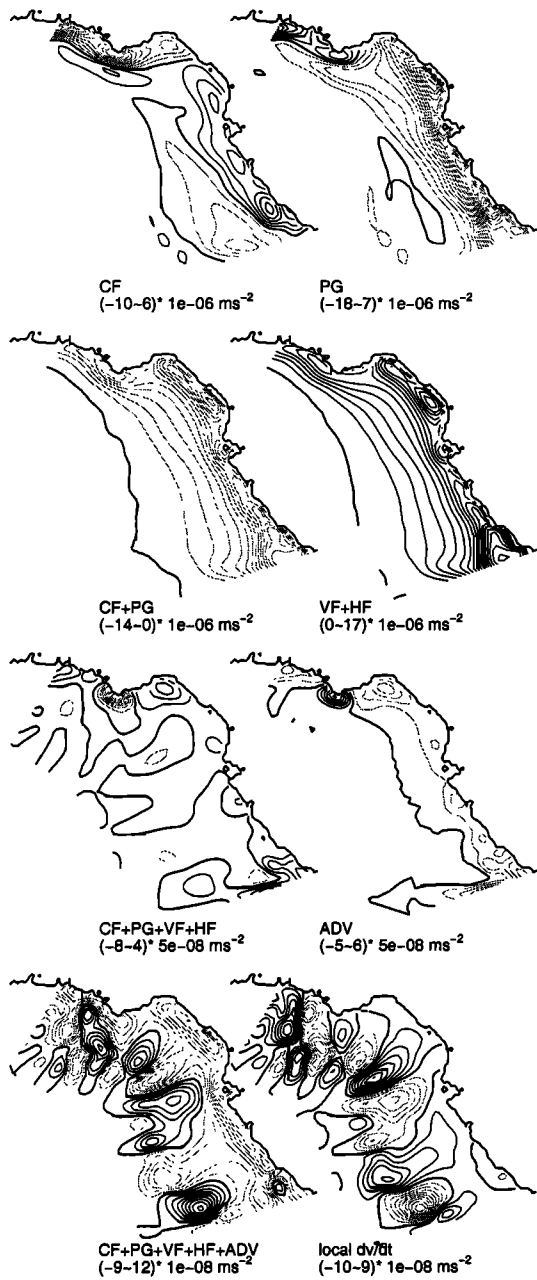 CF
(−10~6)* 1e−06 ms−2
PG
(−18~7)* 1e−06 ms−2
CF+PG
(−14~0)* 1e−06 ms−2
VF+HF
(0~17)* 1e−06 ms−2
CF+PG+VF+HF
(−8~4)* 5e−08 ms−2
ADV
(−5~6)* 5e−08 ms−2
CF+PG+VF+HF+ADV
(−9~12)* 1e−08 ms−2
local dv/dt
(−10~9)* 1e−08 ms−2